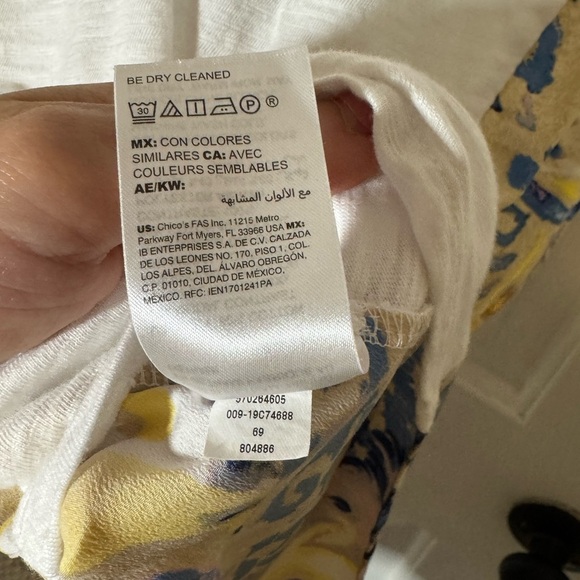 BE DRY CLEANED
30 P ®
MX: CON COLORES
SIMILARES CA: AVEC
COULEURS SEMBLABLES
AE/KW:
مع الألوان المشابهة
US: Chico's FAS Inc. 11215 Metro
Parkway Fort Myers, FL 33966 USA MX:
IB ENTERPRISES S.A. DE C.V. CALZADA
DE LOS LEONES NO. 170, PISO 1, COL.
LOS ALPES, DEL. ÁLVARO OBREGÓN,
C.P. 01010, CIUDAD DE MÉXICO,
MÉXICO. RFC: IEN1701241PA
570264605
009-19C74688
69
804886